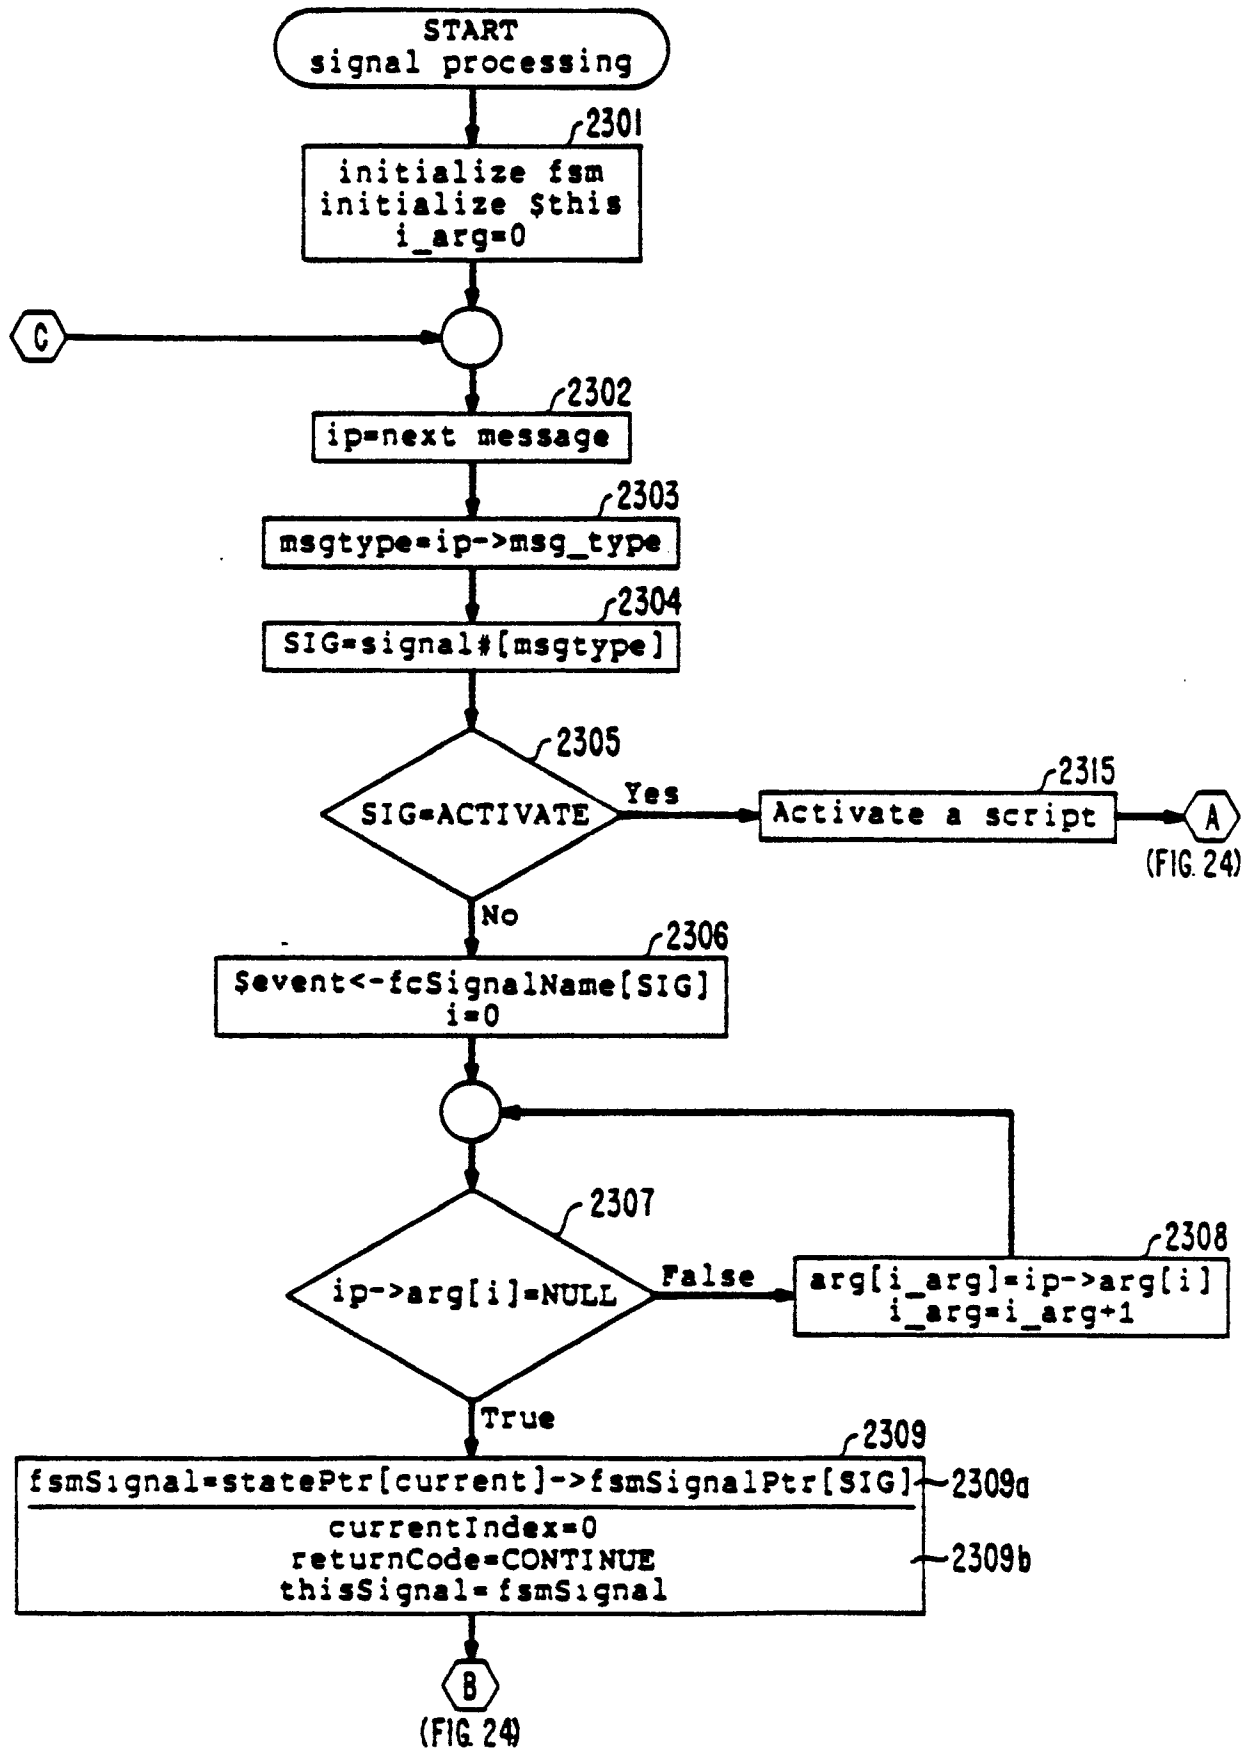 START
signal processing
2301
initialize fsm
initialize $this
i_arg=0
C
2302
ip=next message
2303
msgtype=ip->msg_type
2304
SIG=signal#[msgtype]
2305
SIG=ACTIVATE
Yes
2315
Activate a script
A
(FIG. 24)
No
2306
$event<-fcSignalName[SIG]
i=0
2307
ip->arg[i]=NULL
False
2308
arg[i_arg]=ip->arg[i]
i_arg=i_arg+1
True
2309
fsmSignal=statePtr[current]->fsmSignalPtr[SIG]
2309a
currentIndex=0
returnCode=CONTINUE
thisSignal=fsmSignal
2309b
B
(FIG. 24)